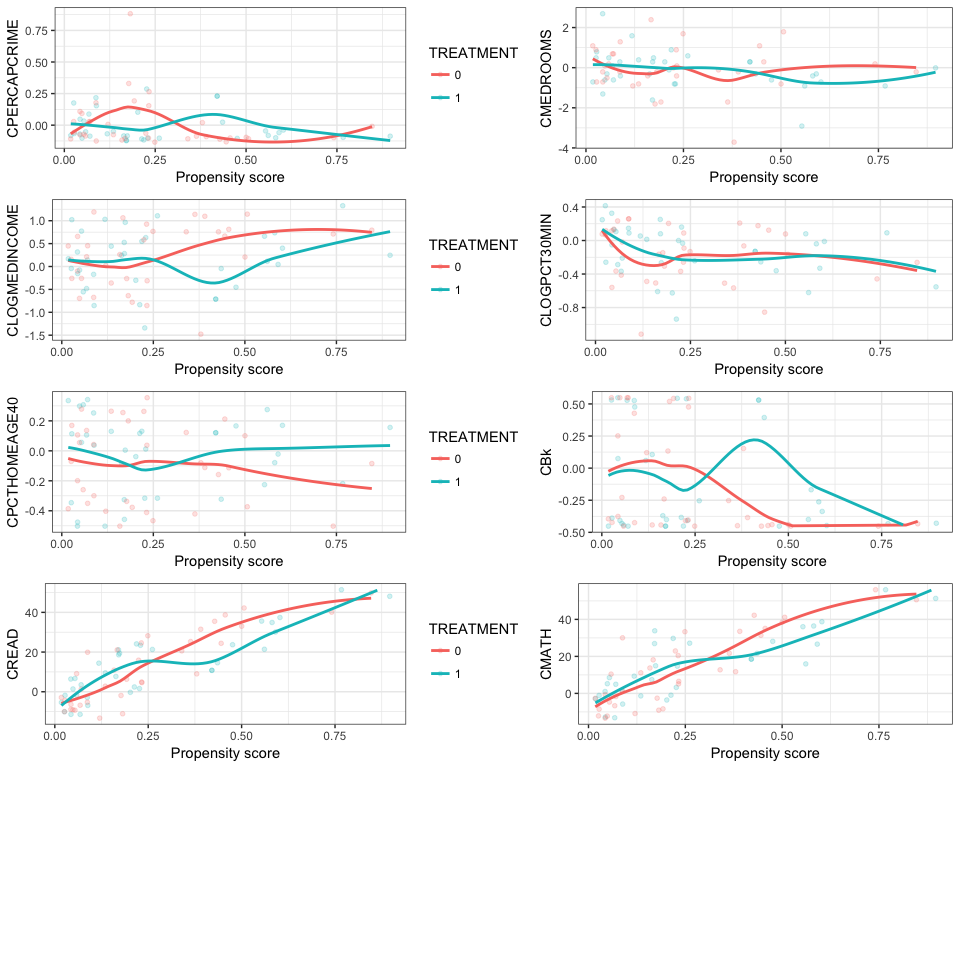 CPERCAPCRIME
0.75
0.50
0.25
0.00
0.00 0.25 0.50 0.75
Propensity score
TREATMENT
0
1
CMEDROOMS
2
0
-2
-4
0.00 0.25 0.50 0.75
Propensity score
CLOGMEDINCOME
1.0
0.5
0.0
-0.5
-1.0
-1.5
0.00 0.25 0.50 0.75
Propensity score
TREATMENT
0
1
CLOGPCT30MIN
0.4
0.0
-0.4
-0.8
0.00 0.25 0.50 0.75
Propensity score
CPCTHOMEAGE40
0.2
0.0
-0.2
-0.4
0.00 0.25 0.50 0.75
Propensity score
TREATMENT
0
1
CBk
0.50
0.25
0.00
-0.25
-0.50
0.00 0.25 0.50 0.75
Propensity score
CREAD
40
20
0
0.00 0.25 0.50 0.75
Propensity score
TREATMENT
0
1
CMATH
40
20
0
0.00 0.25 0.50 0.75
Propensity score